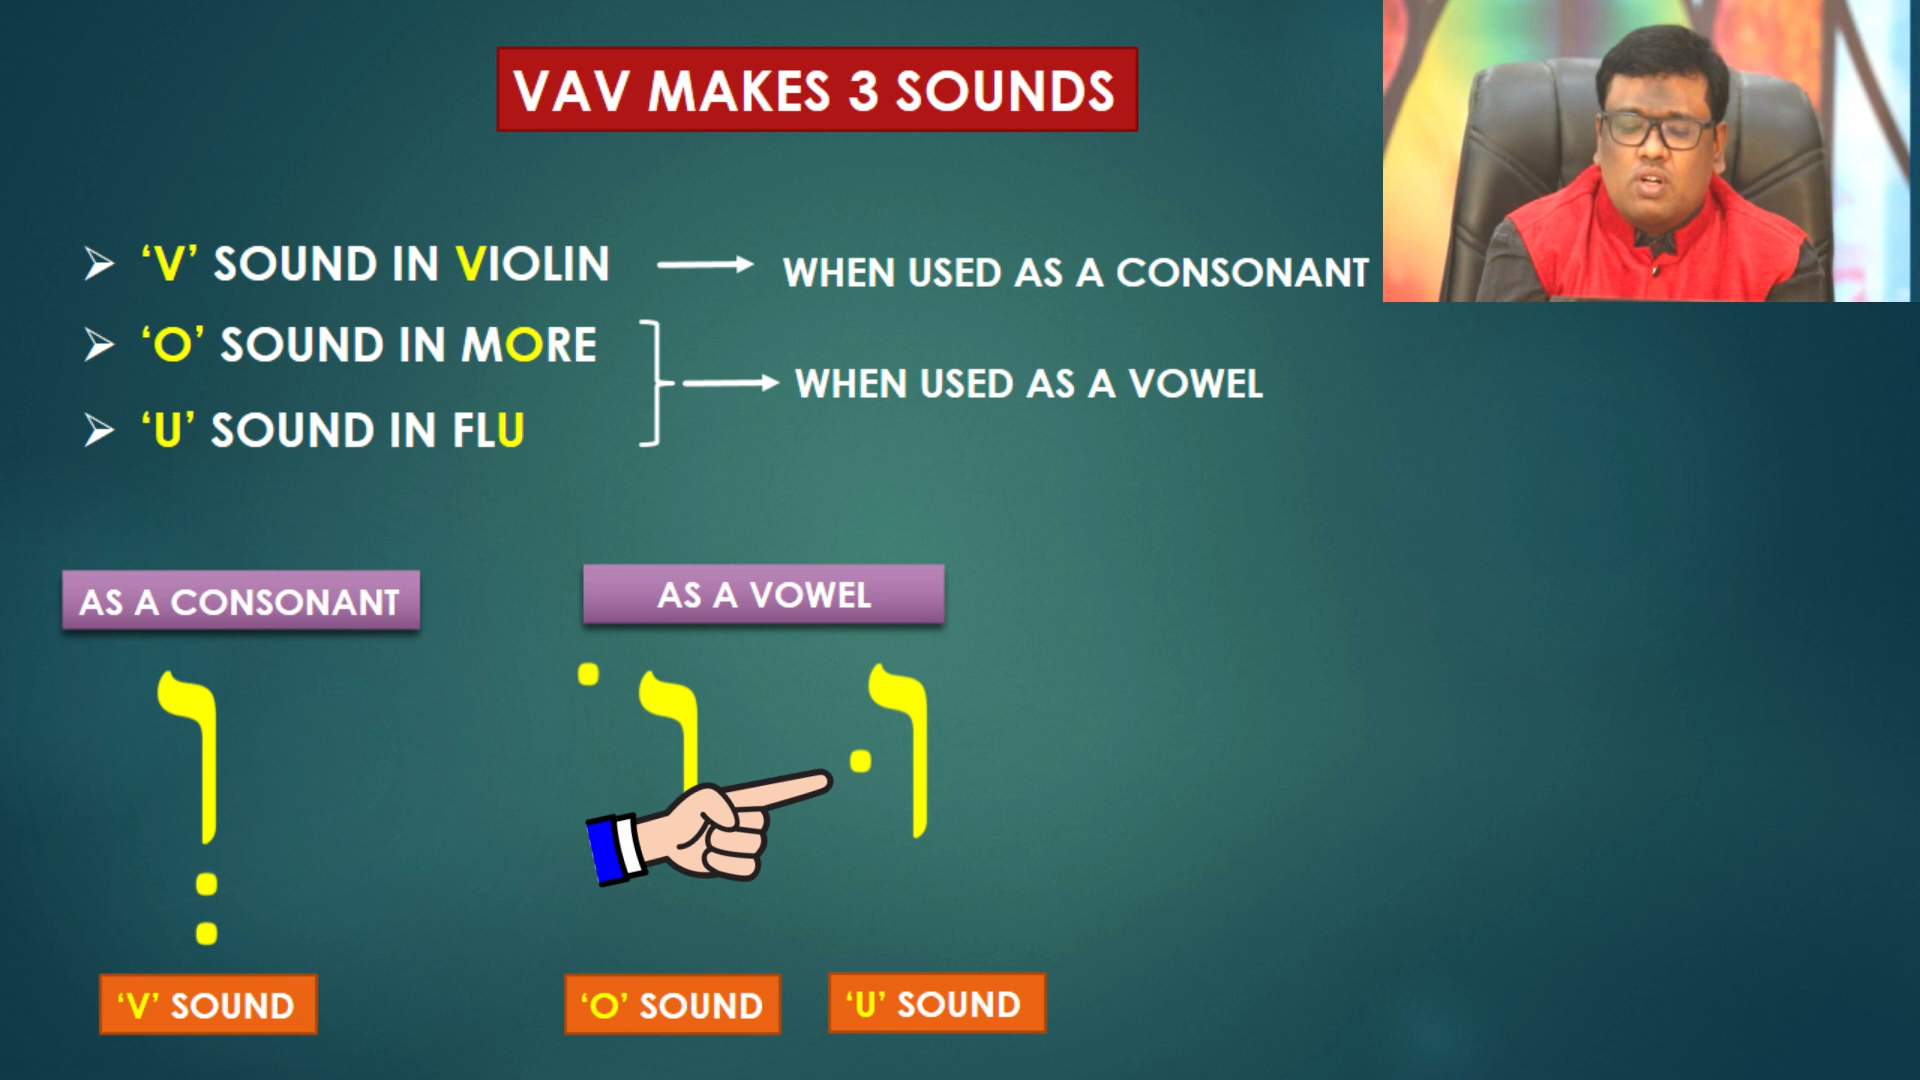 VAV MAKES 3 SOUNDS
➢ ‘V’ SOUND IN VIOLIN → WHEN USED AS A CONSONANT
➢ ‘O’ SOUND IN MORE
➢ ‘U’ SOUND IN FLU
→ WHEN USED AS A VOWEL
AS A CONSONANT
AS A VOWEL
וְ
וֹ וּ
‘V’ SOUND
‘O’ SOUND
‘U’ SOUND